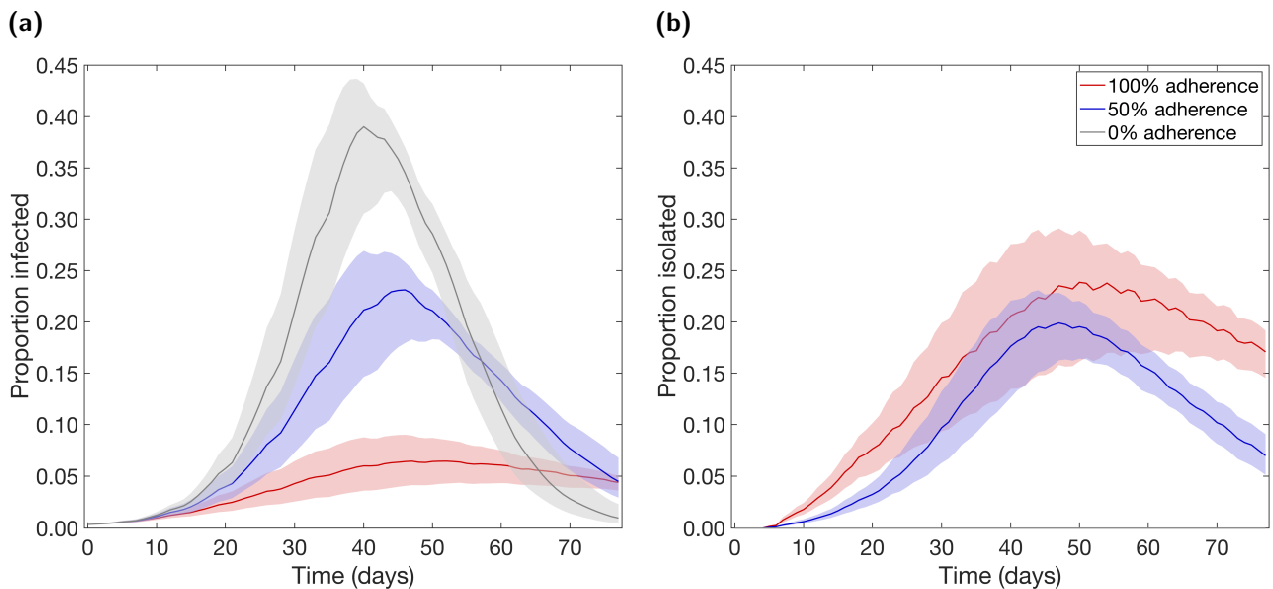 (a)
0.45
0.40
0.35
0.30
0.25
0.20
0.15
0.10
0.05
0.00
Proportion infected
0 10 20 30 40 50 60 70
Time (days)
(b)
0.45
0.40
0.35
0.30
0.25
0.20
0.15
0.10
0.05
0.00
Proportion isolated
100% adherence
50% adherence
0% adherence
0 10 20 30 40 50 60 70
Time (days)